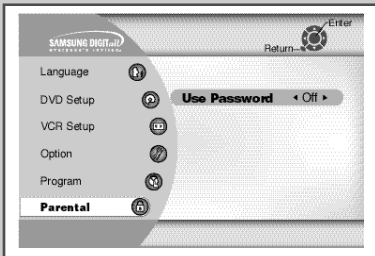 Enter
SAMSUNG DIGITall
Return
Language
DVD Setup
Use Password ◄ Off ►
VCR Setup
Option
Program
Parental